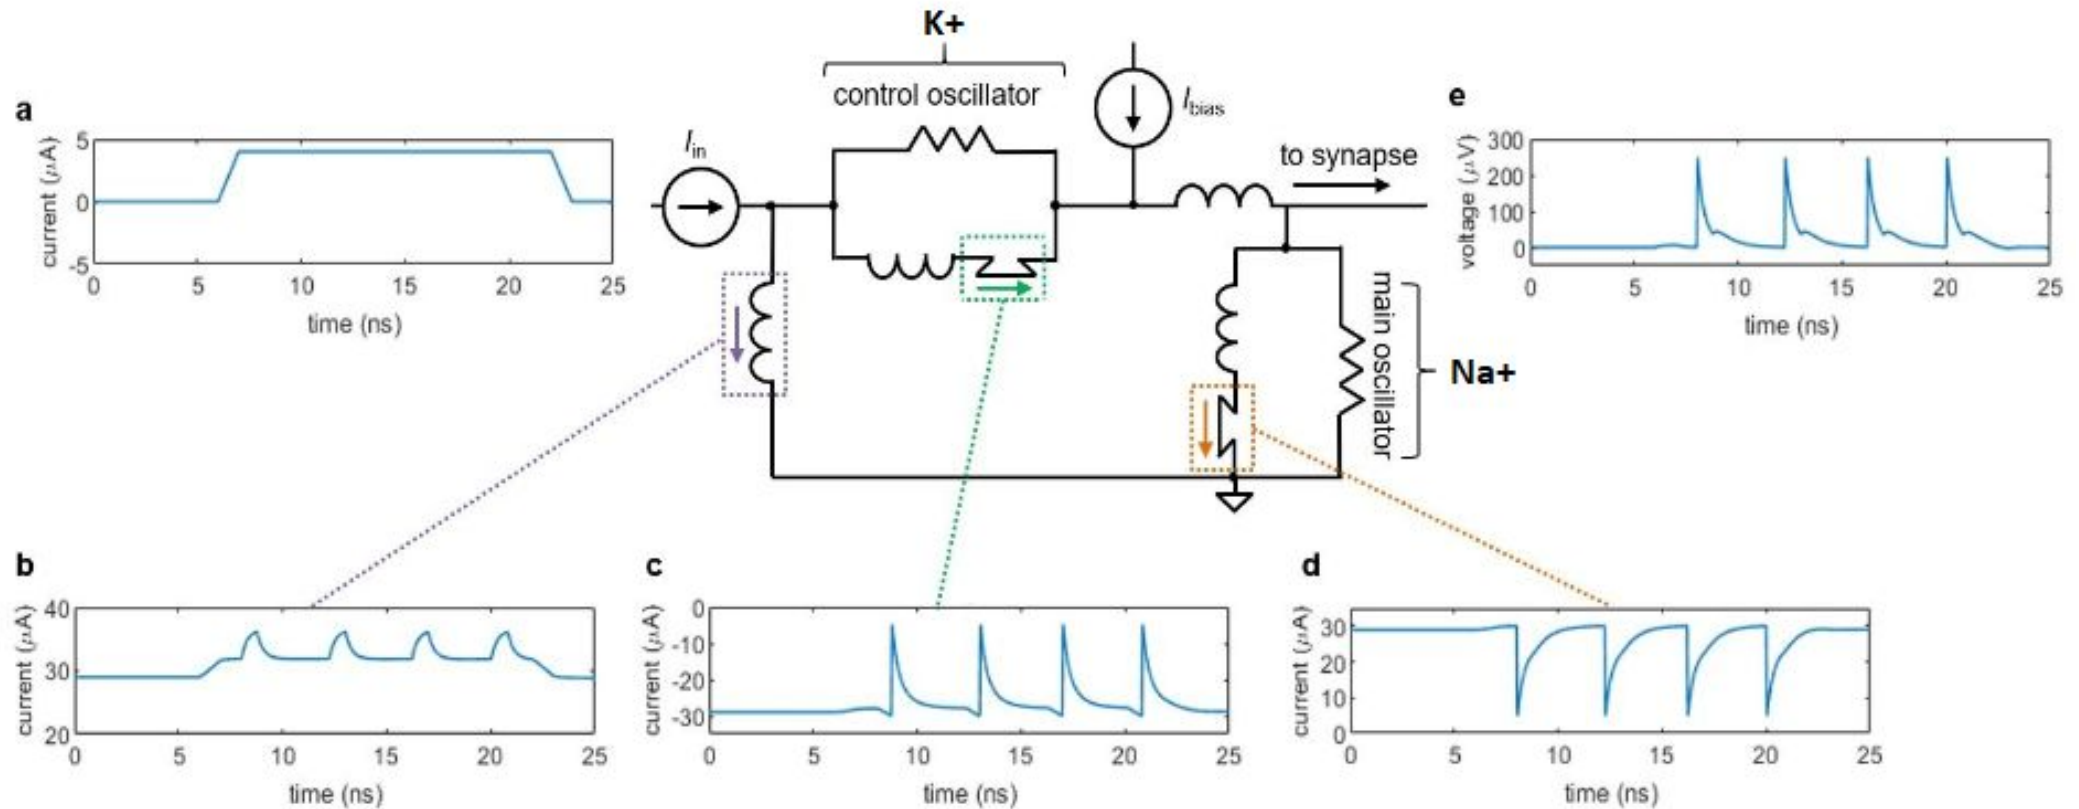 K+
control oscillator
I_in
I_bias
to synapse
main oscillator
Na+
a
current (μA)
5
0
-5
0 5 10 15 20 25
time (ns)
e
voltage (μV)
300
200
100
0
0 5 10 15 20 25
time (ns)
b
current (μA)
40
30
20
0 5 10 15 20 25
time (ns)
c
current (μA)
0
-10
-20
-30
0 5 10 15 20 25
time (ns)
d
current (μA)
30
20
10
0
0 5 10 15 20 25
time (ns)